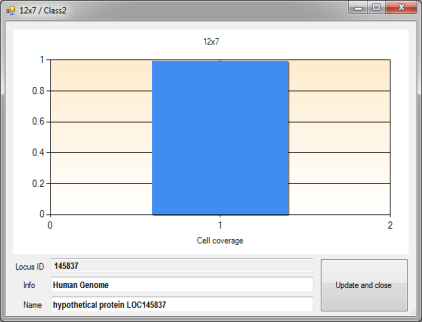 12x7 / Class2
12x7
1
0.8
0.6
0.4
0.2
0
0 1 2
Cell coverage
Locus ID 145837
Info Human Genome
Name hypothetical protein LOC145837
Update and close